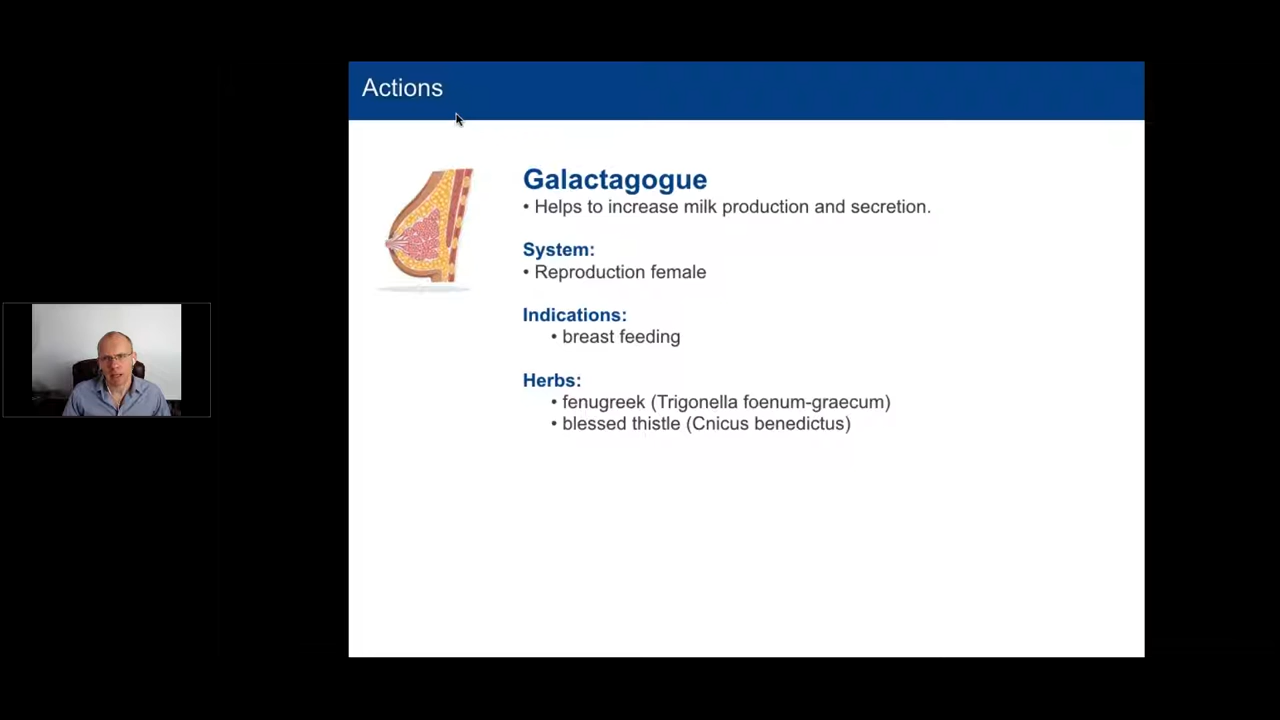 Actions
Galactagogue
• Helps to increase milk production and secretion.
System:
• Reproduction female
Indications:
• breast feeding
Herbs:
• fenugreek (Trigonella foenum-graecum)
• blessed thistle (Cnicus benedictus)